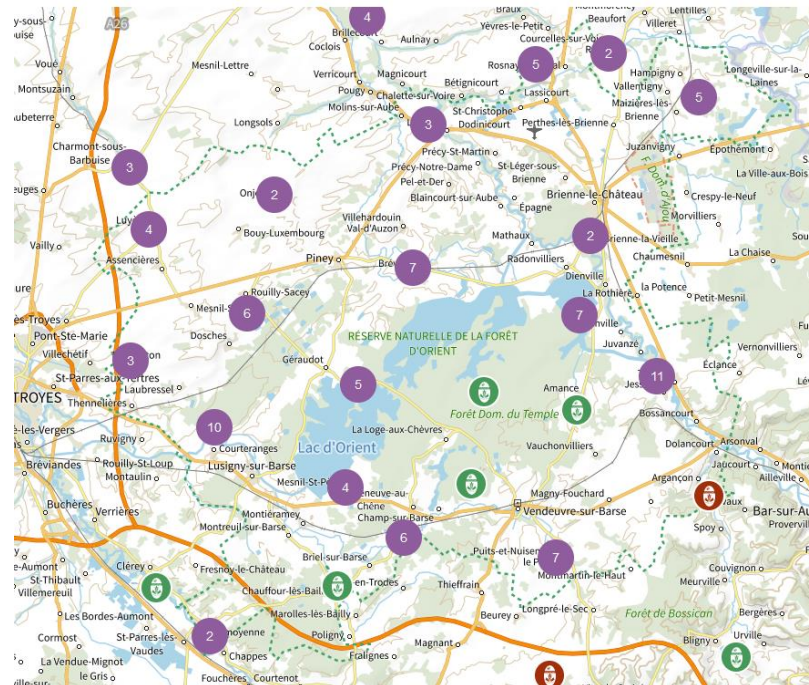 4
Braux
Lentilles
Montmorency-
Beaufort
Villeret
Yèvres-le-Petit
A26
Brillecourt
Aulnay
Courcelles-sur-Voire
Coclois
Voué
Mesnil-Lettre
5
2
Rosnay
Hampigny
Longeville-sur-la-
Laines
Montsuzain
Verricourt
Magnicourt
Bétignicourt
Vallentigny
5
Pougy
Chalette-sur-Voire
Lassicourt
Maizières-lès-
Brienne
Molins-sur-Aube
St-Christophe
Dodinicourt
Longsols
3
Perthes-lès-Brienne
Charmont-sous-
Barbuise
Juzanvigny
Épothémont
3
Précy-St-Martin
Précy-Notre-Dame
St-Léger-sous-
Brienne
F. Dom. d'Ajou
La Ville-aux-Bois
Pel-et-Der
2
Brienne-le-Château
Crespy-le-Neuf
Blaincourt-sur-Aube
Épagne
Morvilliers
4
Villehardouin
Val-d'Auzon
Bouy-Luxembourg
Mathaux
2
Brienne-la-Vieille
Vailly
La Chaise
Assencières
Piney
7
Radonvilliers
Chaumesnil
Dienville
Rouilly-Sacey
La Rothière
la Potence
Petit-Mesnil
6
7
Pont-Ste-Marie
Dosches
RÉSERVE NATURELLE DE LA FORÊT
D'ORIENT
Juvanzé
Vernonvilliers
Villechétif
3
Géraudot
Éclance
St-Parres-aux-Tertres
Laubressel
5
11
TROYES
Thennelières
Amance
Forêt Dom. du Temple
Bossancourt
10
La Loge-aux-Chèvres
Ruvigny
Courteranges
Lac d'Orient
Vauchonvilliers
Dolancourt
Arsonval
Bréviandes
Rouilly-St-Loup
Lusigny-sur-Barse
Jaucourt
Montaulin
4
Argançon
Ailleville
Magny-Fouchard
Buchères
Verrières
Montiéramey
Chêne
Champ-sur-Barse
Vendeuvre-sur-Barse
Bar-sur-Au
Montreuil-sur-Barse
6
Spoy
Proverville
Briel-sur-Barse
7
Clérey
Fresnoy-le-Château
Couvignon
St-Thibault
Villemereuil
Meurville
Montmartin-le-Haut
Thieffrain
Les Bordes-Aumont
Marolles-lès-Bailly
Longpré-le-Sec
Forêt de Bossican
Bergères
Beurey
2
Cormost
St-Parres-lès-
Vaudes
Poligny
Bligny
Urville
La Vendue-Mignot
Chappes
Magnant
le Gris
Fralignes
Fouchères
Courtenot